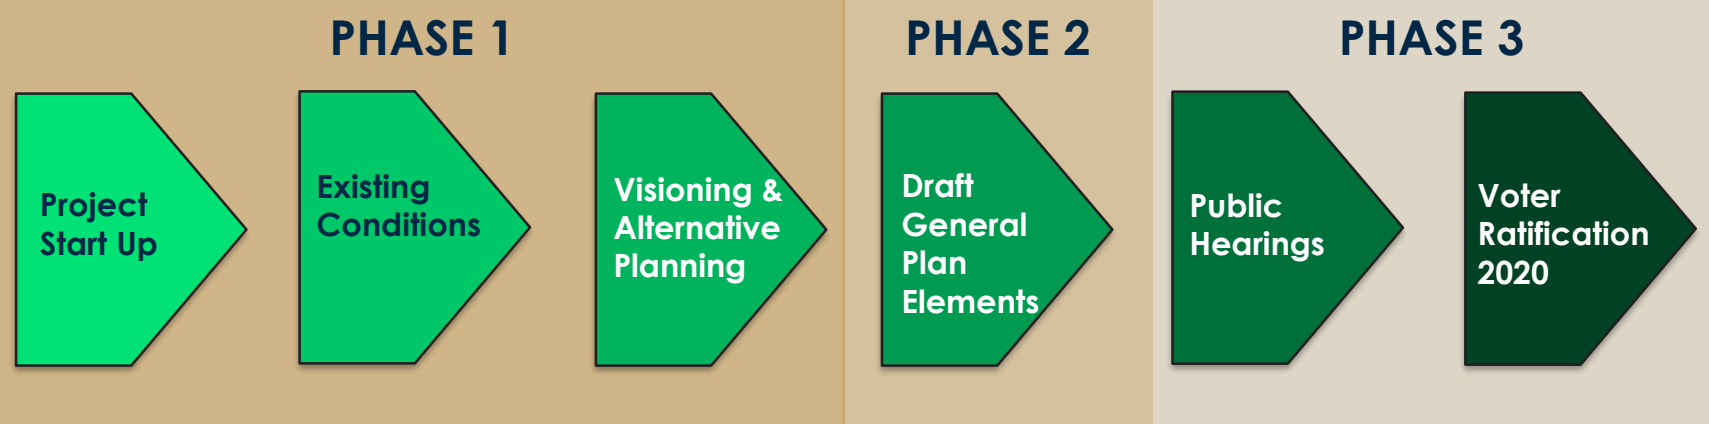 PHASE 1
Project
Start Up
Existing
Conditions
Visioning &
Alternative
Planning
PHASE 2
Draft
General
Plan
Elements
PHASE 3
Public
Hearings
Voter
Ratification
2020